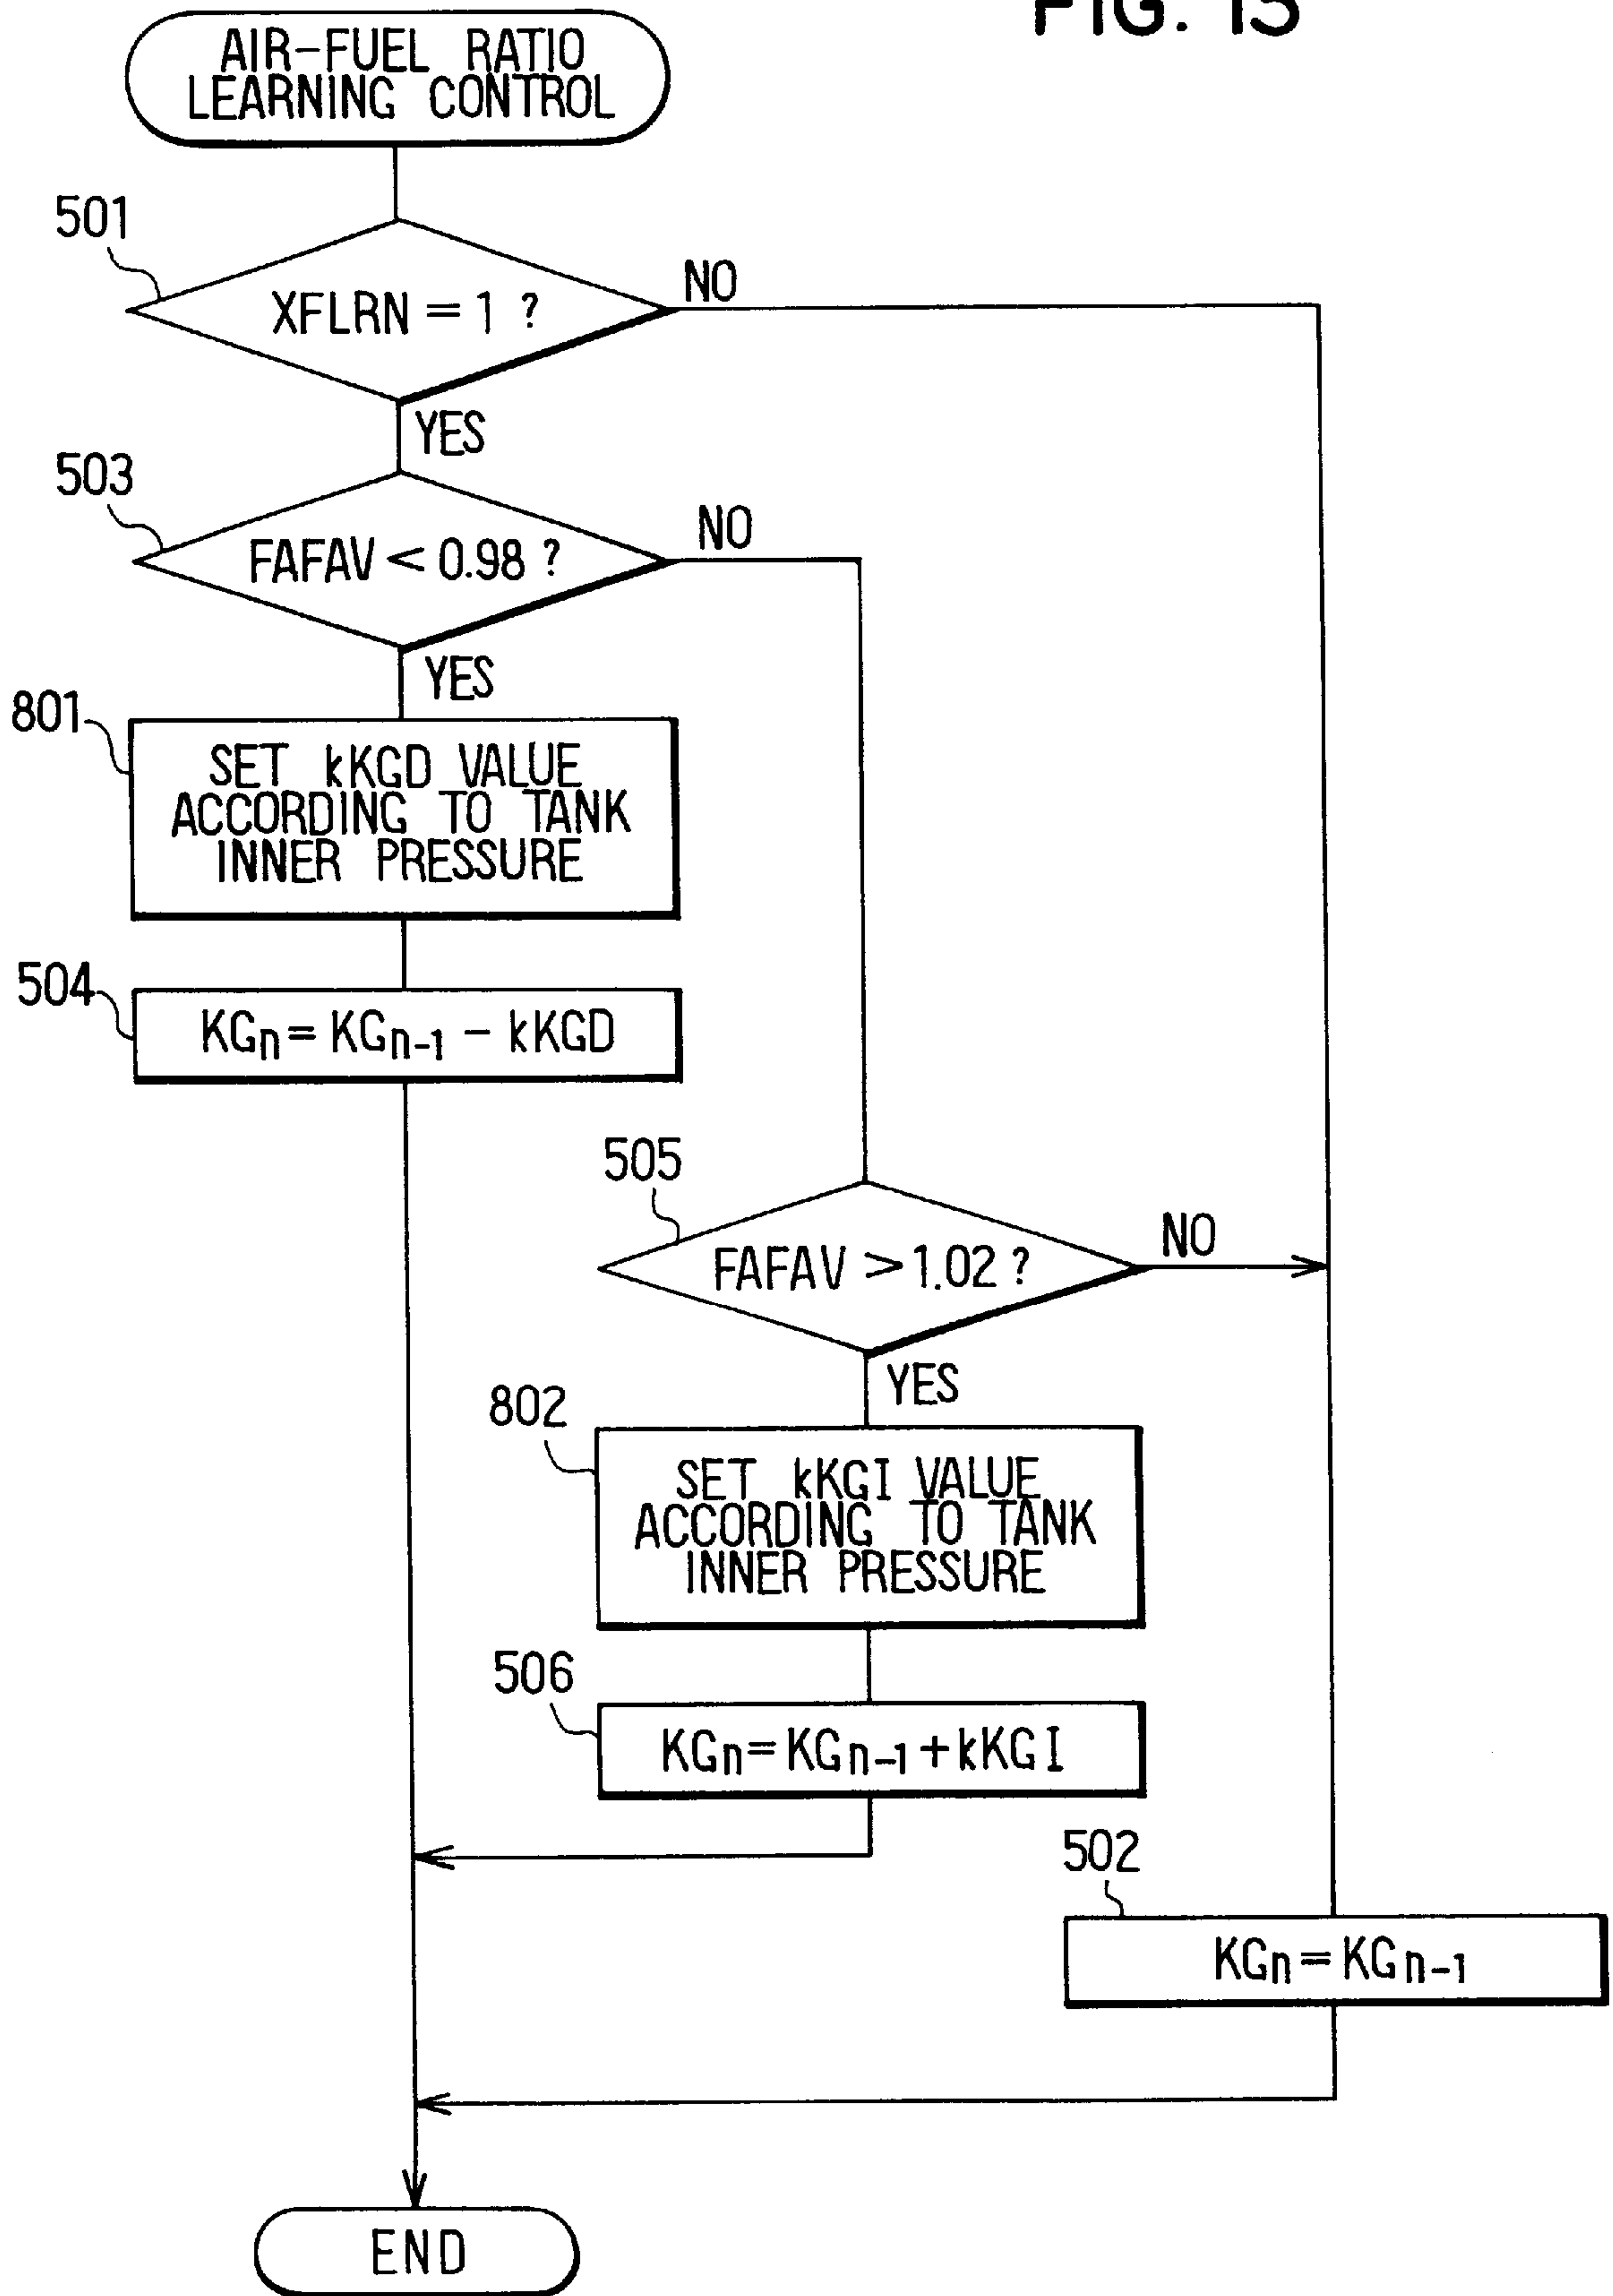 FIG. 13
AIR-FUEL RATIO
LEARNING CONTROL
501
XFLRN = 1 ?
NO
YES
503
FAFAV < 0.98 ?
NO
YES
801
SET kKGD VALUE
ACCORDING TO TANK
INNER PRESSURE
504
KGn = KGn-1 - kKGD
505
FAFAV > 1.02 ?
NO
YES
802
SET kKGI VALUE
ACCORDING TO TANK
INNER PRESSURE
506
KGn = KGn-1 + kKGI
502
KGn = KGn-1
END